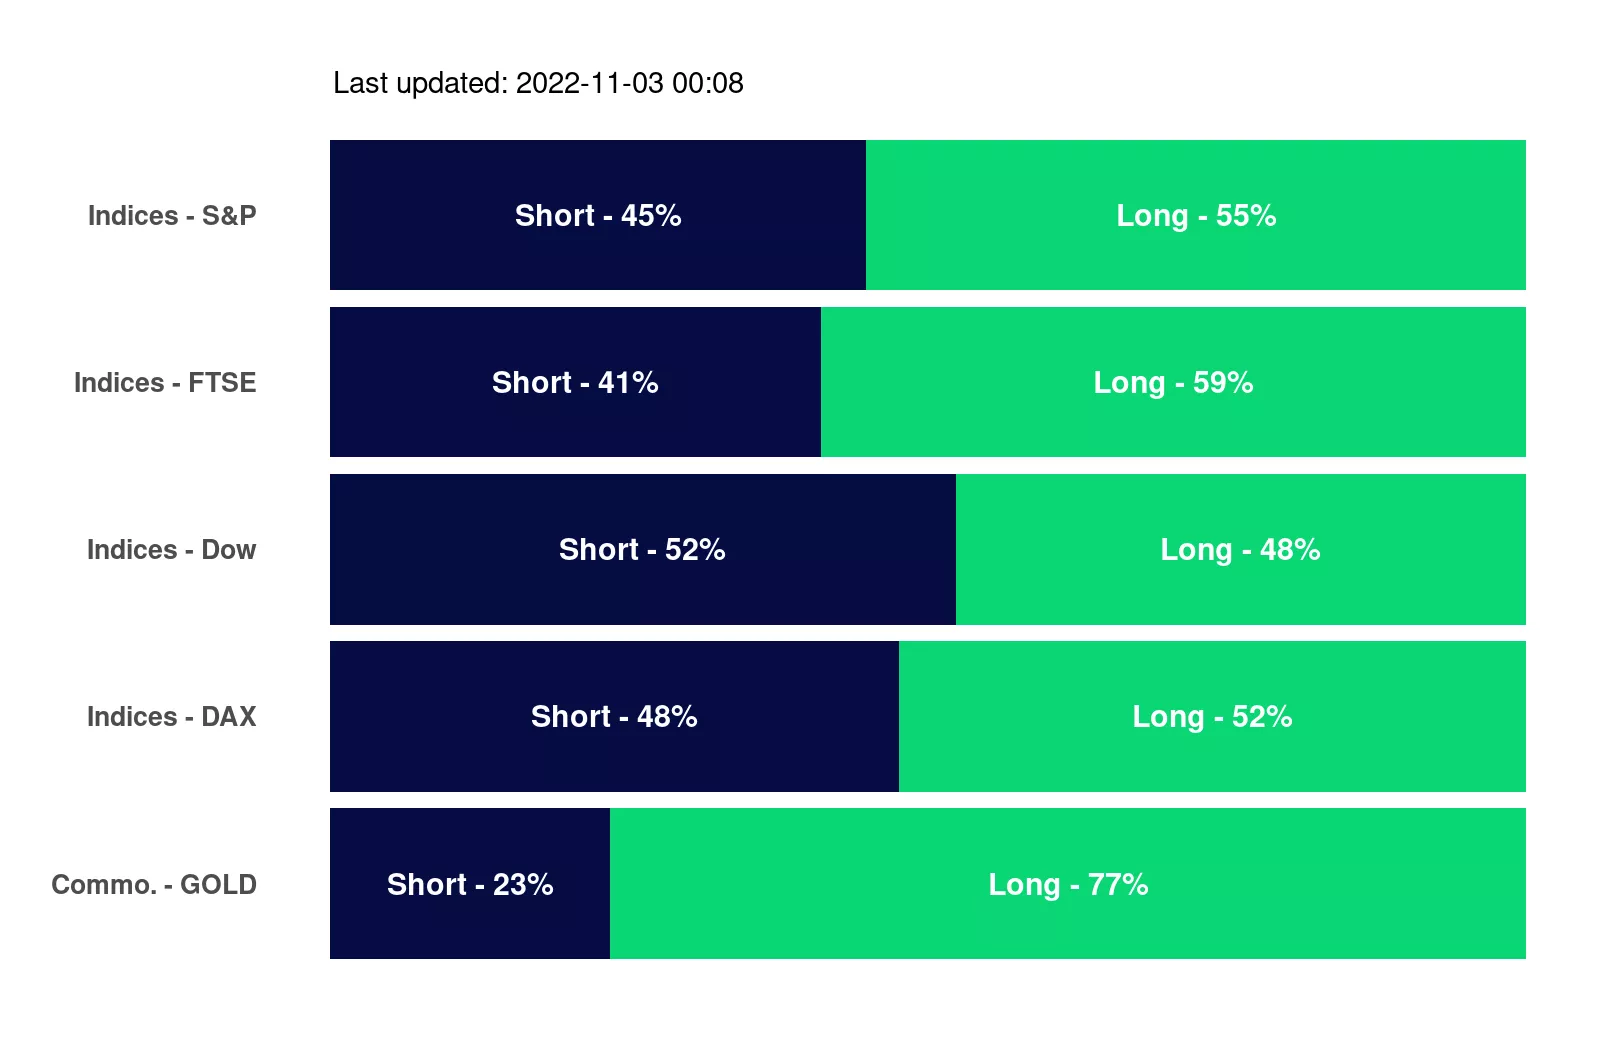 Last updated: 2022-11-03 00:08
Indices - S&P Short - 45% Long - 55%
Indices - FTSE Short - 41% Long - 59%
Indices - Dow Short - 52% Long - 48%
Indices - DAX Short - 48% Long - 52%
Commo. - GOLD Short - 23% Long - 77%